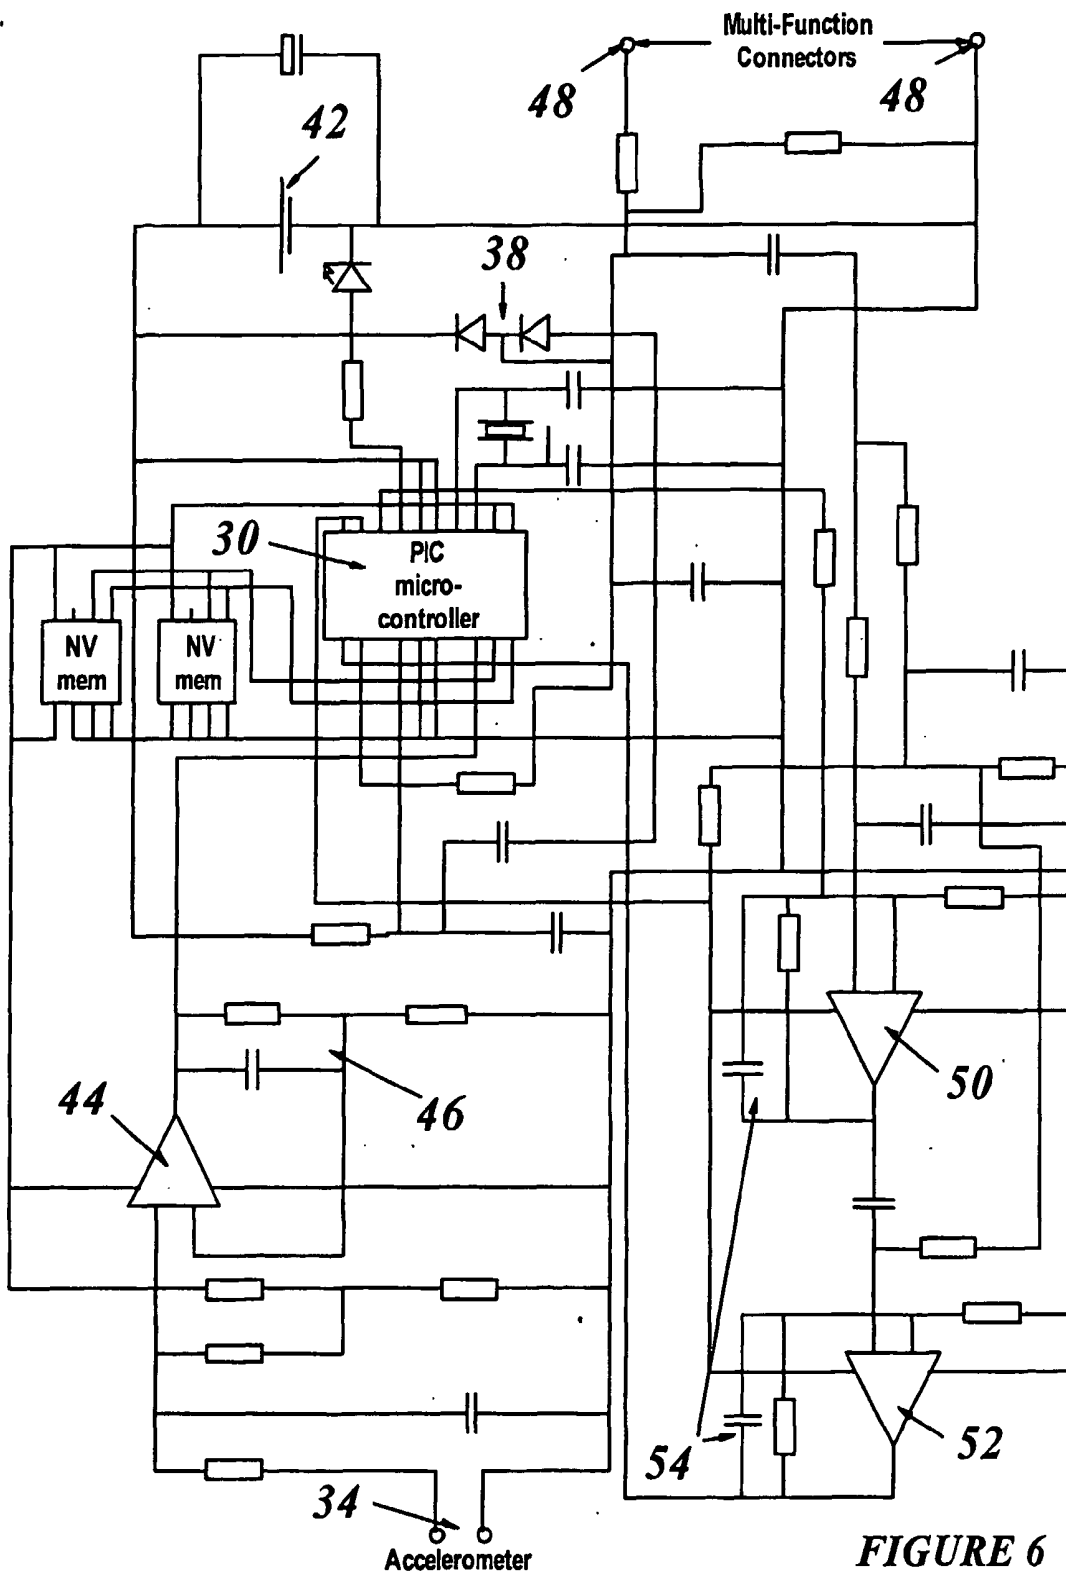 Multi-Function
Connectors
48
48
42
38
30
PIC
micro-
controller
NV
mem
NV
mem
50
44
46
54
52
34
Accelerometer
FIGURE 6